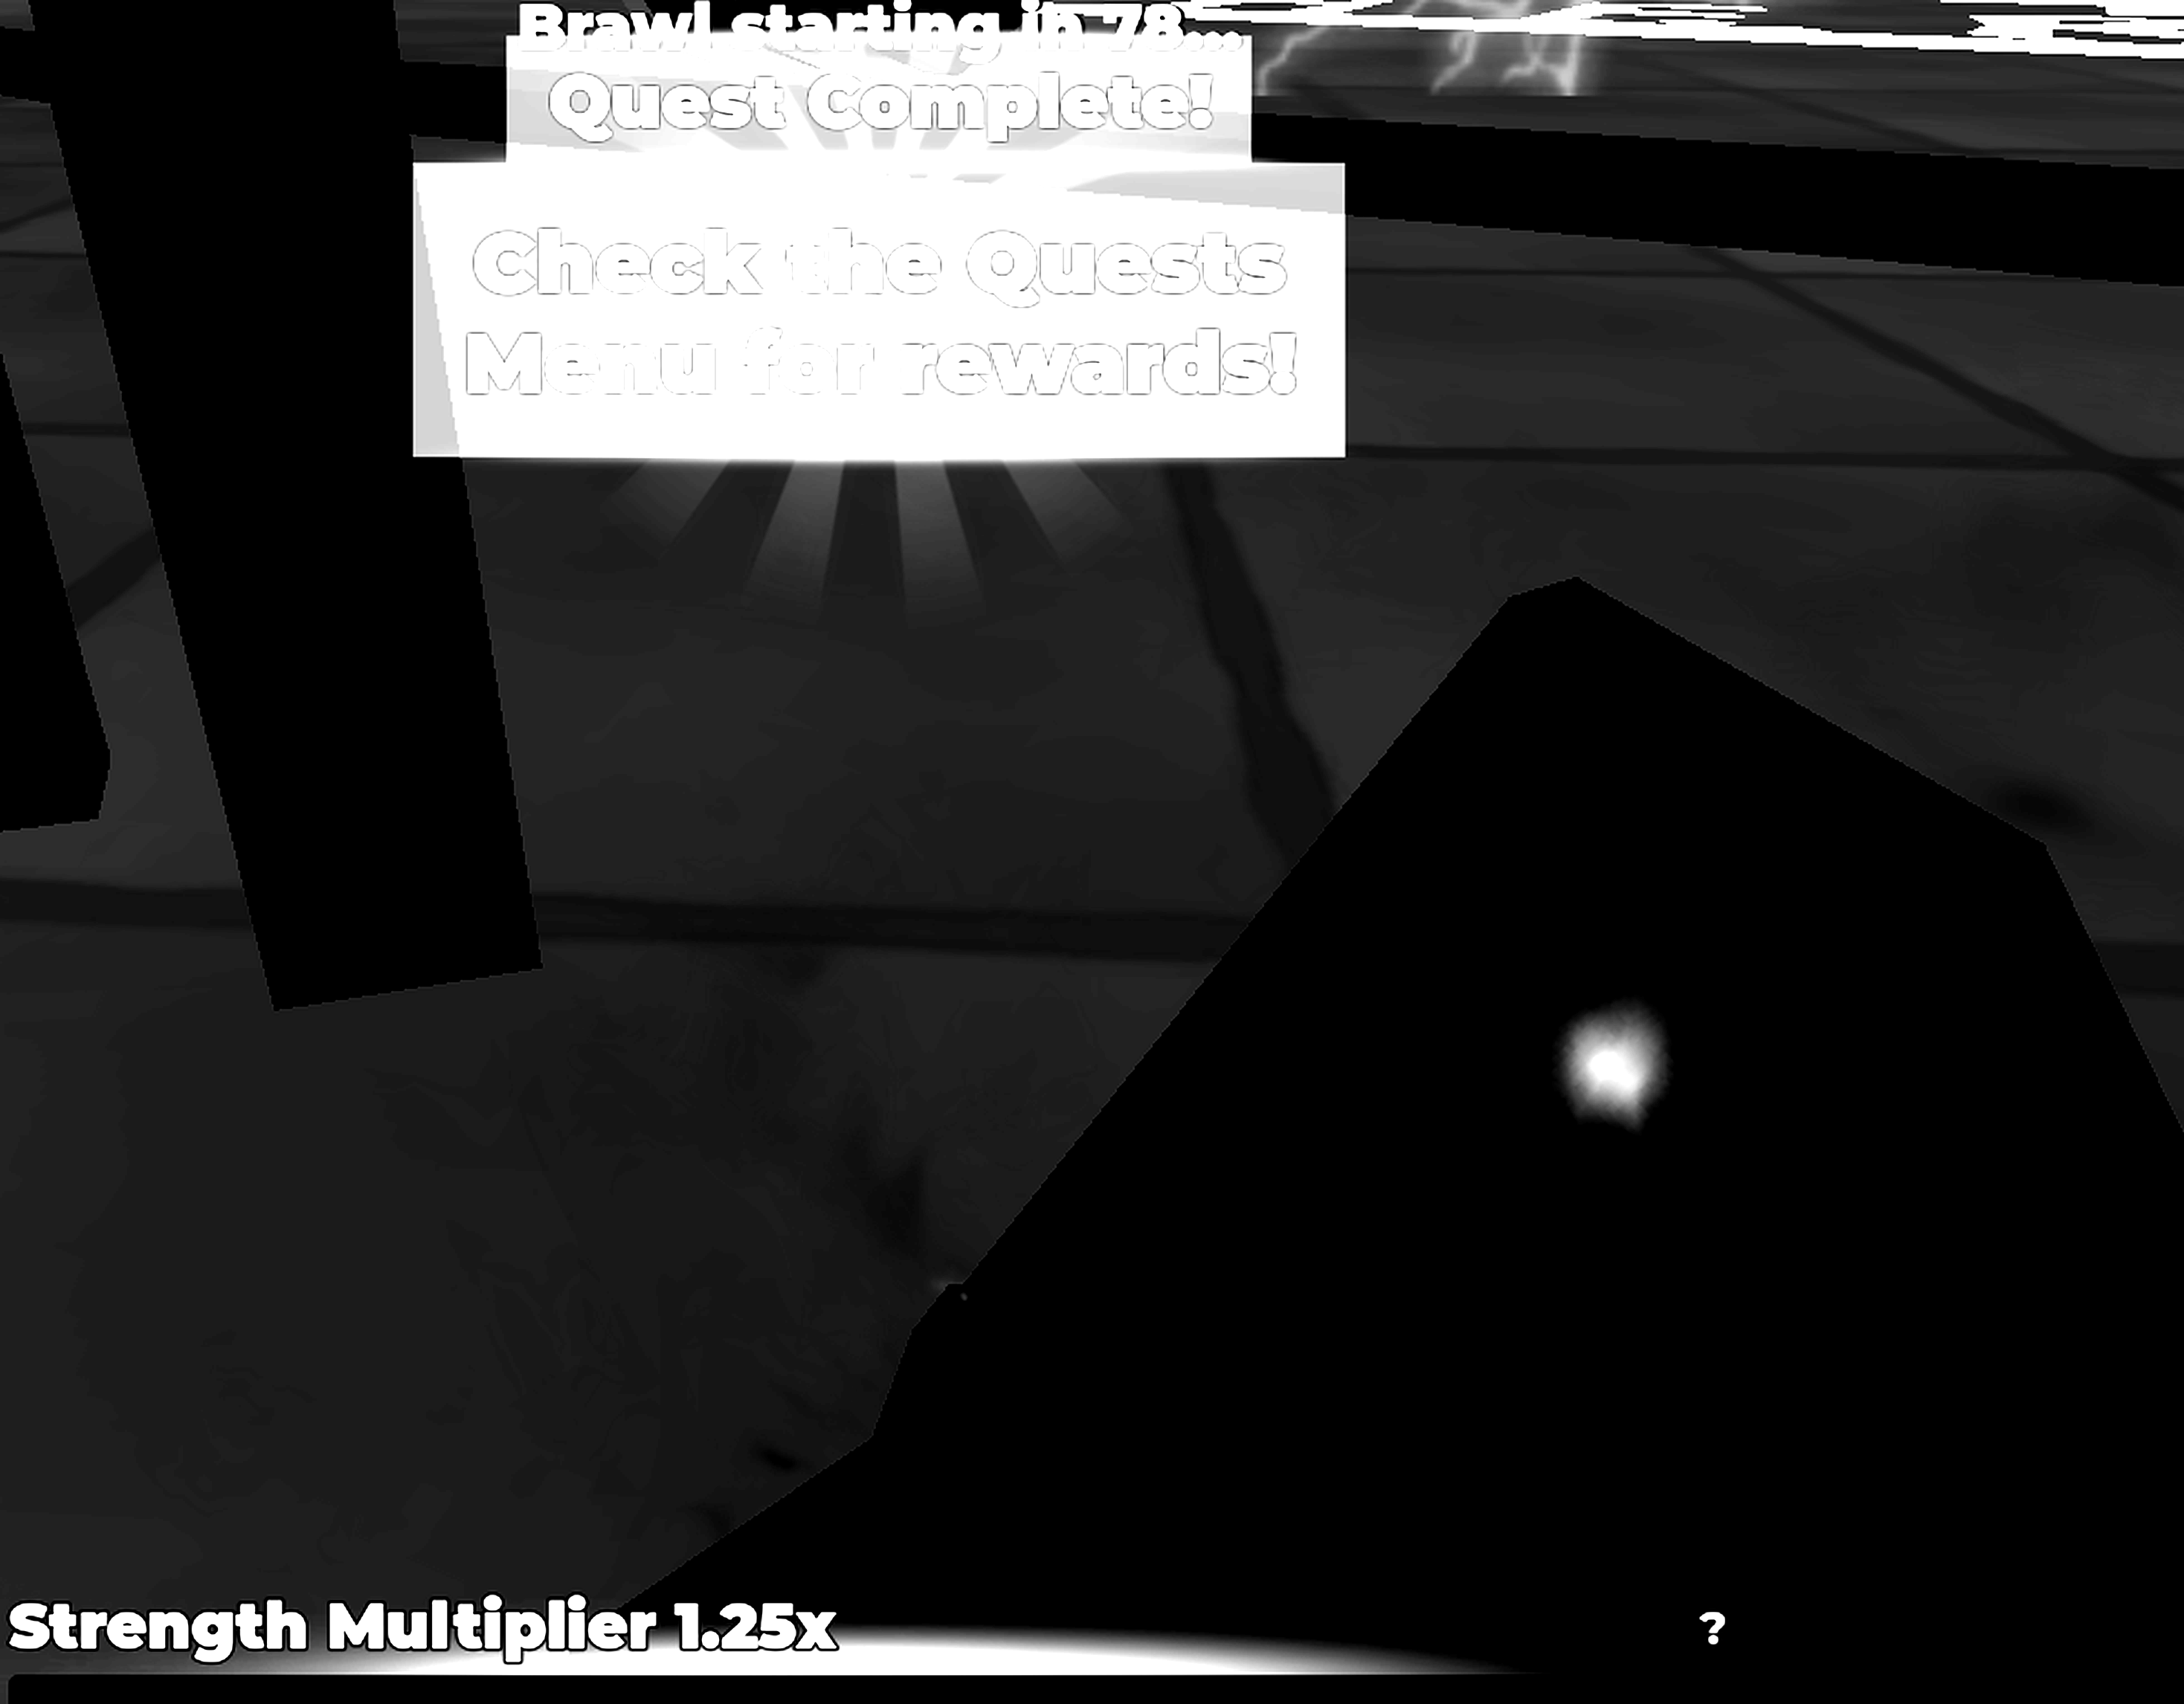 Brawl starting in 78...
Quest Complete!
Check the Quests
Menu for rewards!
Strength Multiplier 1.25x
?